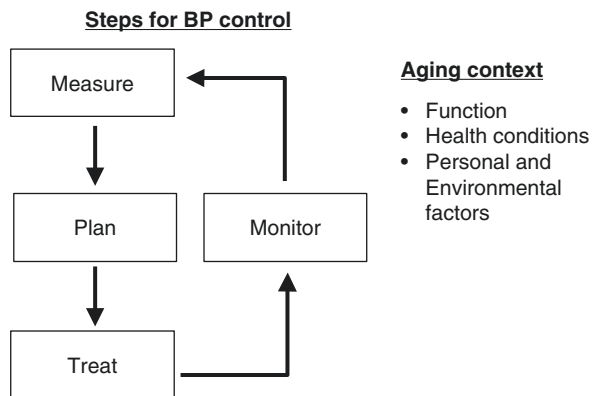 Steps for BP control
Measure
Plan
Monitor
Treat
Aging context
• Function
• Health conditions
• Personal and
Environmental
factors